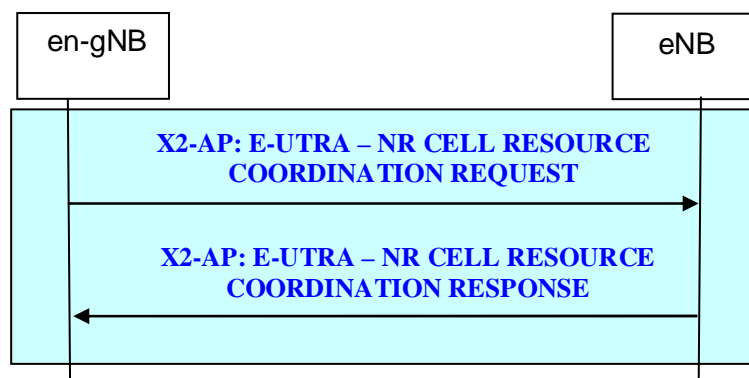 en-gNB
eNB
X2-AP: E-UTRA – NR CELL RESOURCE
COORDINATION REQUEST
X2-AP: E-UTRA – NR CELL RESOURCE
COORDINATION RESPONSE